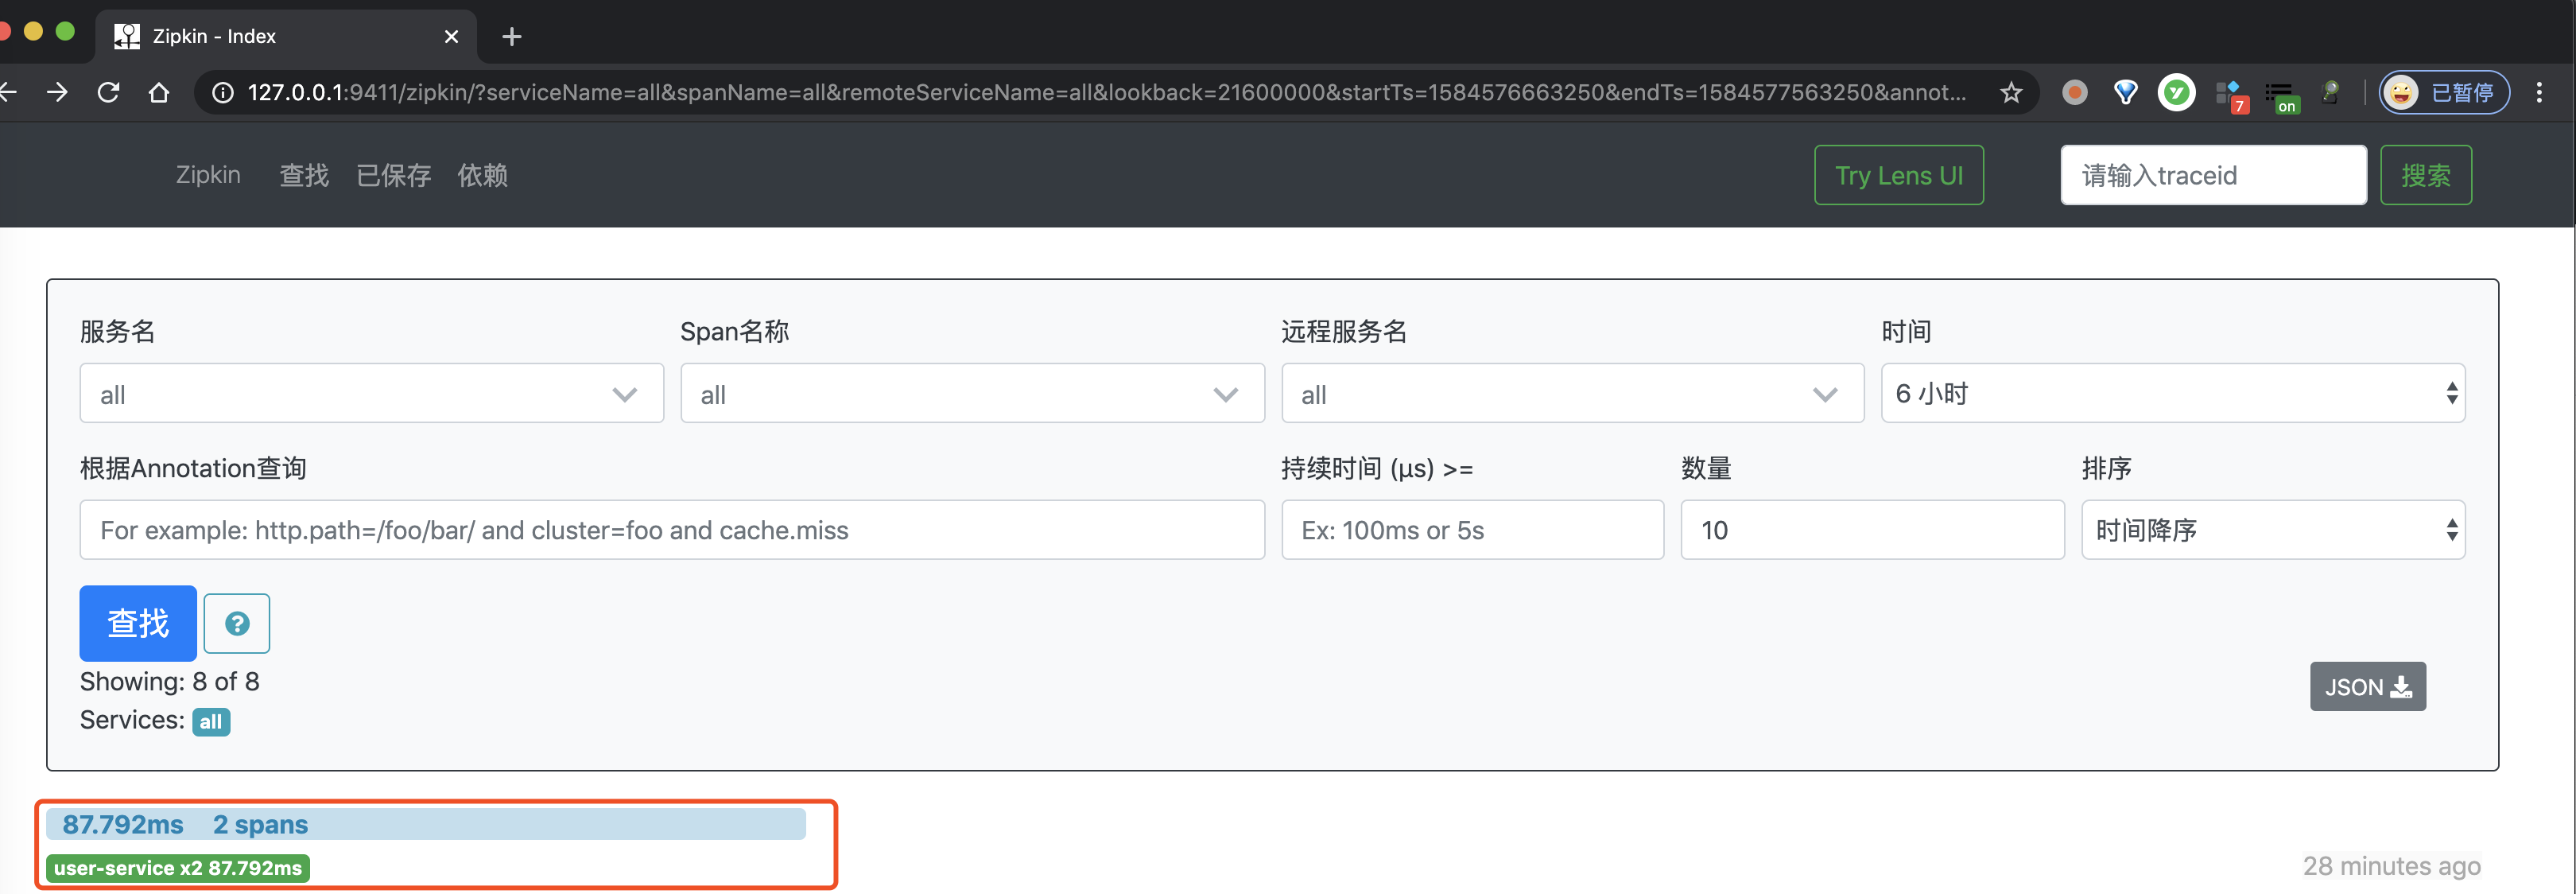 Zipkin - Index
127.0.0.1:9411/zipkin/?serviceName=all&spanName=all&remoteServiceName=all&lookback=21600000&startTs=1584576663250&endTs=1584577563250&annot...
7
on
已暂停
Zipkin 查找 已保存 依赖
Try Lens UI
请输入traceid
搜索
服务名 Span名称 远程服务名 时间
all all all 6 小时
根据Annotation查询 持续时间 (μs) >= 数量 排序
For example: http.path=/foo/bar/ and cluster=foo and cache.miss Ex: 100ms or 5s 10 时间降序
查找 ?
Showing: 8 of 8
JSON
Services: all
87.792ms 2 spans
user-service x2 87.792ms
28 minutes ago